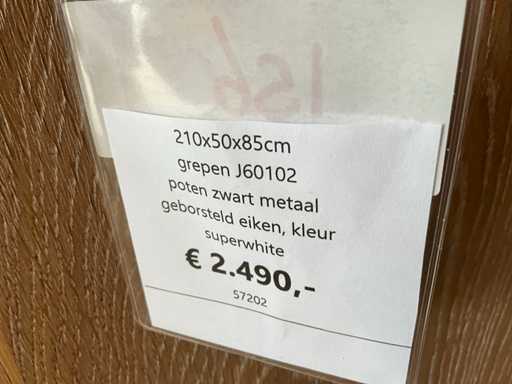 210x50x85cm
grepen J60102
poten zwart metaal
geborsteld eiken, kleur
superwhite
€ 2.490,-
57202